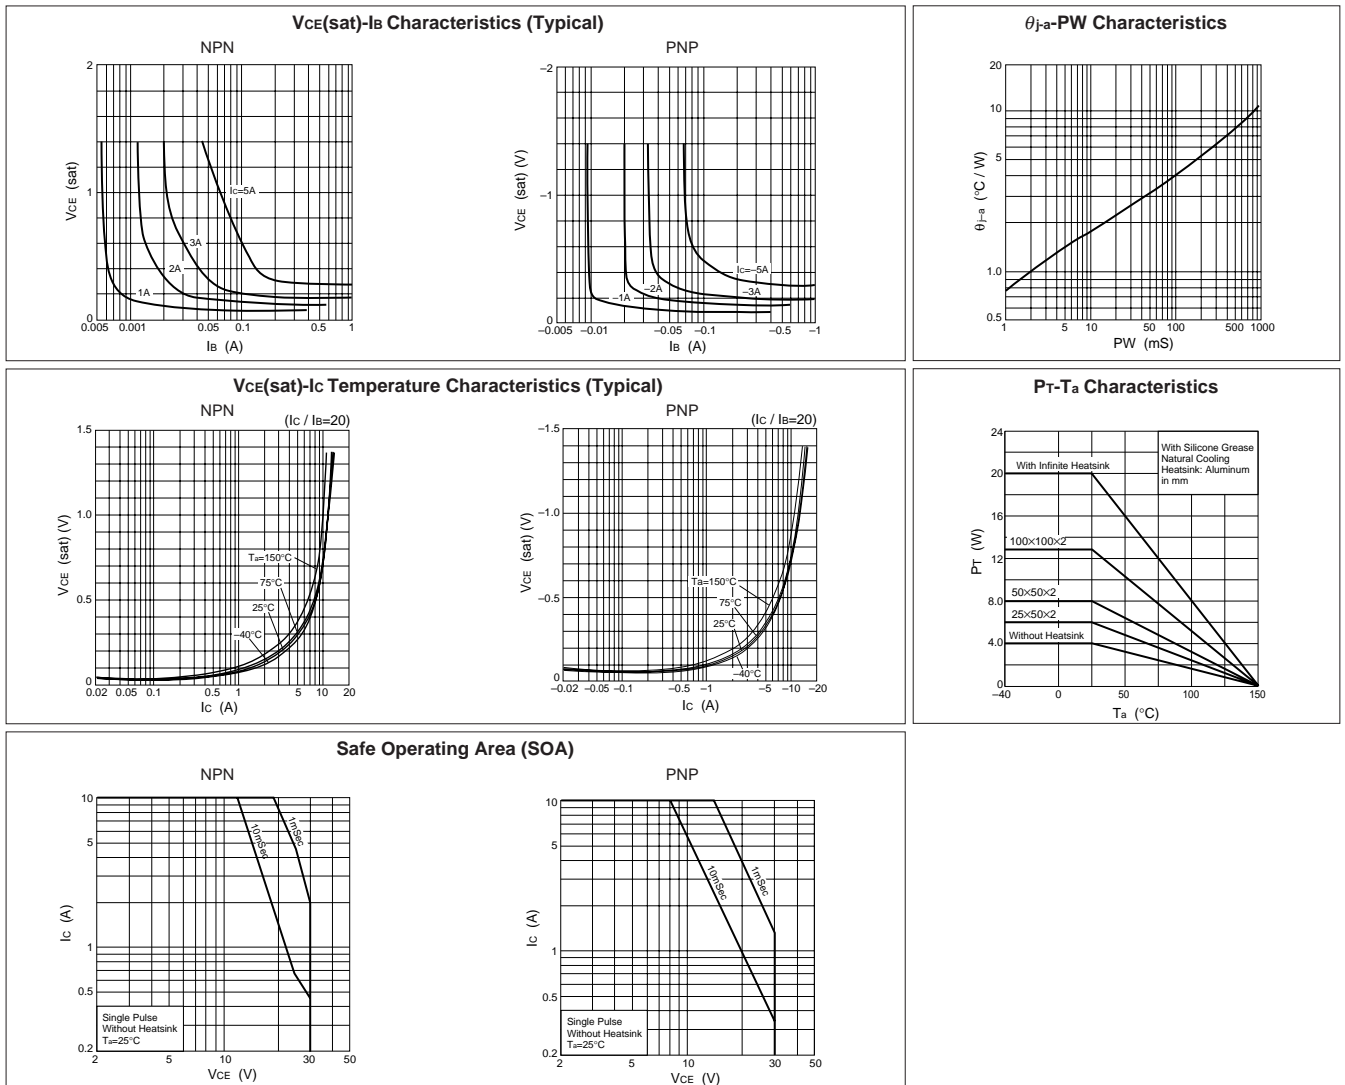 VCE(sat)-IB Characteristics (Typical)
NPN
2
1
0
VCE (sat)
IC=5A
3A
2A
1A
0.005 0.001 0.05 0.1 0.5 1
IB (A)
PNP
–2
–1
0
VCE (sat) (V)
IC=–5A
–3A
–2A
–1A
–0.005 –0.01 –0.05 –0.1 –0.5 –1
IB (A)
θj-a-PW Characteristics
20
10
5
1.0
0.5
θj–a (°C / W)
1 5 10 50 100 500 1000
PW (mS)
VCE(sat)-IC Temperature Characteristics (Typical)
NPN
(IC / IB=20)
1.5
1.0
0.5
0
VCE (sat) (V)
Ta=150°C
75°C
25°C
–40°C
0.02 0.05 0.1 0.5 1 5 10 20
IC (A)
PNP
(IC / IB=20)
–1.5
–1.0
–0.5
0
VCE (sat) (V)
Ta=150°C
75°C
25°C
–40°C
–0.02 –0.1 –0.5 –1 –5 –10 –20
IC (A)
PT-Ta Characteristics
24
20
16
12
8.0
4.0
0
PT (W)
With Silicone Grease
Natural Cooling
Heatsink: Aluminum
in mm
With Infinite Heatsink
100×100×2
50×50×2
25×50×2
Without Heatsink
–40 0 50 100 150
Ta (°C)
Safe Operating Area (SOA)
NPN
10
5
1
0.5
0.2
IC (A)
10mSec
1mSec
Single Pulse
Without Heatsink
Ta=25°C
2 5 10 30 50
VCE (V)
PNP
10
5
1
0.5
0.2
IC (A)
10mSec
1mSec
Single Pulse
Without Heatsink
Ta=25°C
2 5 10 30 50
VCE (V)